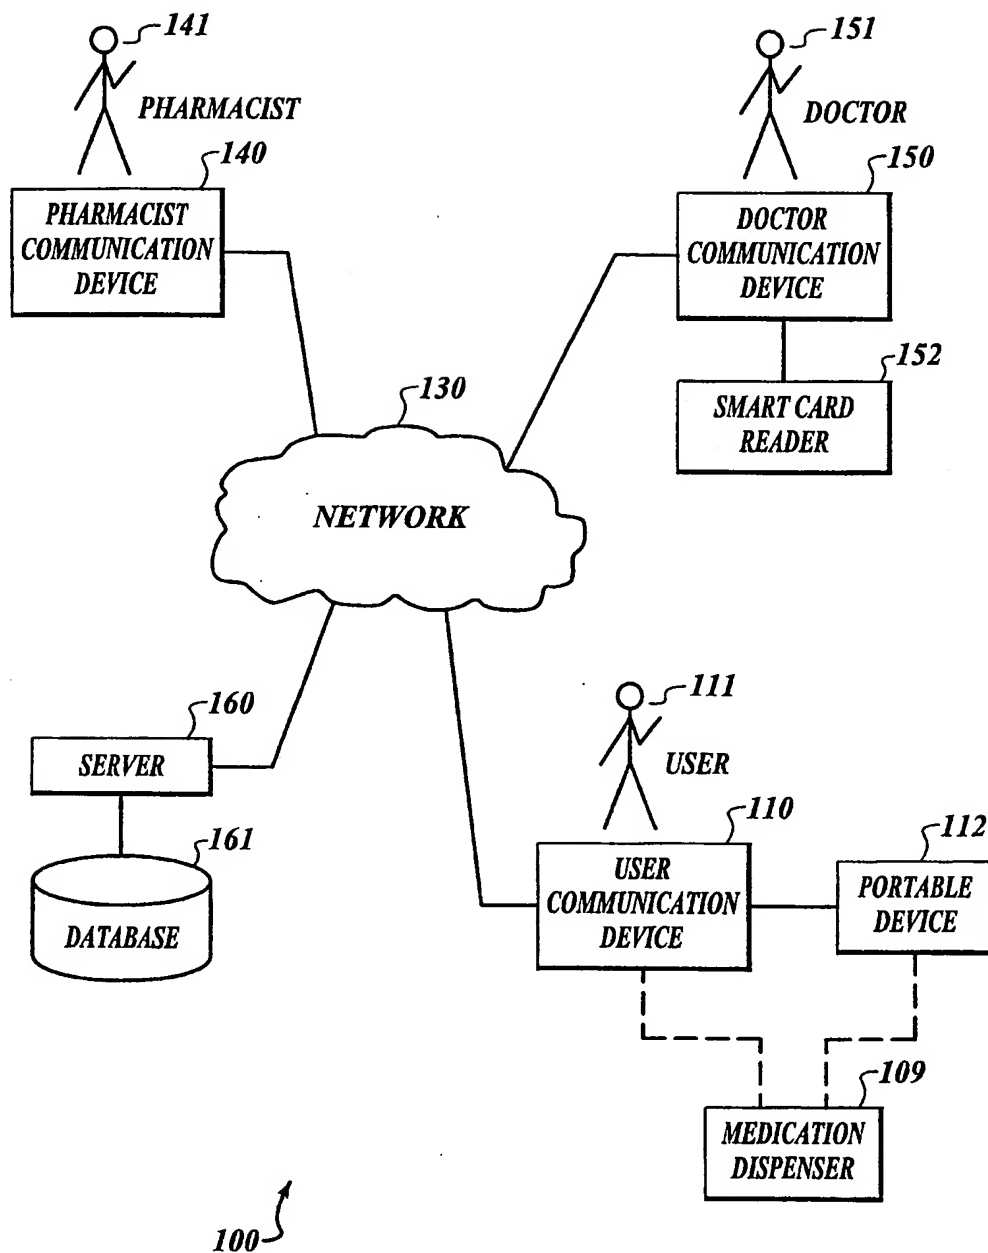 141
PHARMACIST
140
PHARMACIST
COMMUNICATION
DEVICE
151
DOCTOR
150
DOCTOR
COMMUNICATION
DEVICE
152
SMART CARD
READER
130
NETWORK
160
SERVER
161
DATABASE
111
USER
110
USER
COMMUNICATION
DEVICE
112
PORTABLE
DEVICE
109
MEDICATION
DISPENSER
100